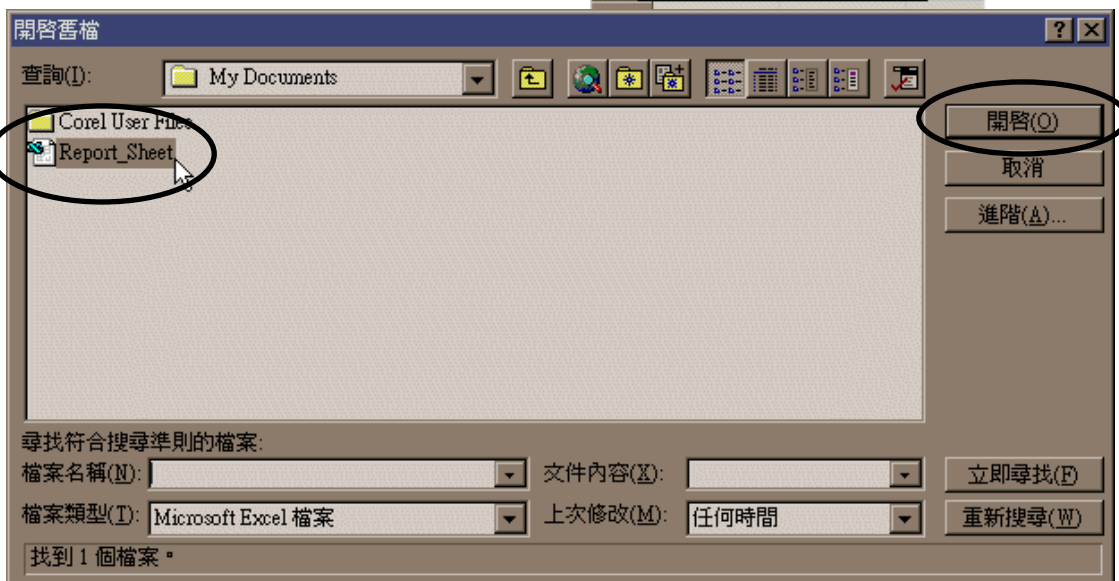 開啓舊檔
查詢(I):
My Documents
Corel User Files
Report_Sheet
開啓(O)
取消
進階(A)...
尋找符合搜尋準則的檔案:
檔案名稱(N):
文件內容(X):
立即尋找(F)
檔案類型(T): Microsoft Excel 檔案
上次修改(M): 任何時間
重新搜尋(W)
找到 1 個檔案。